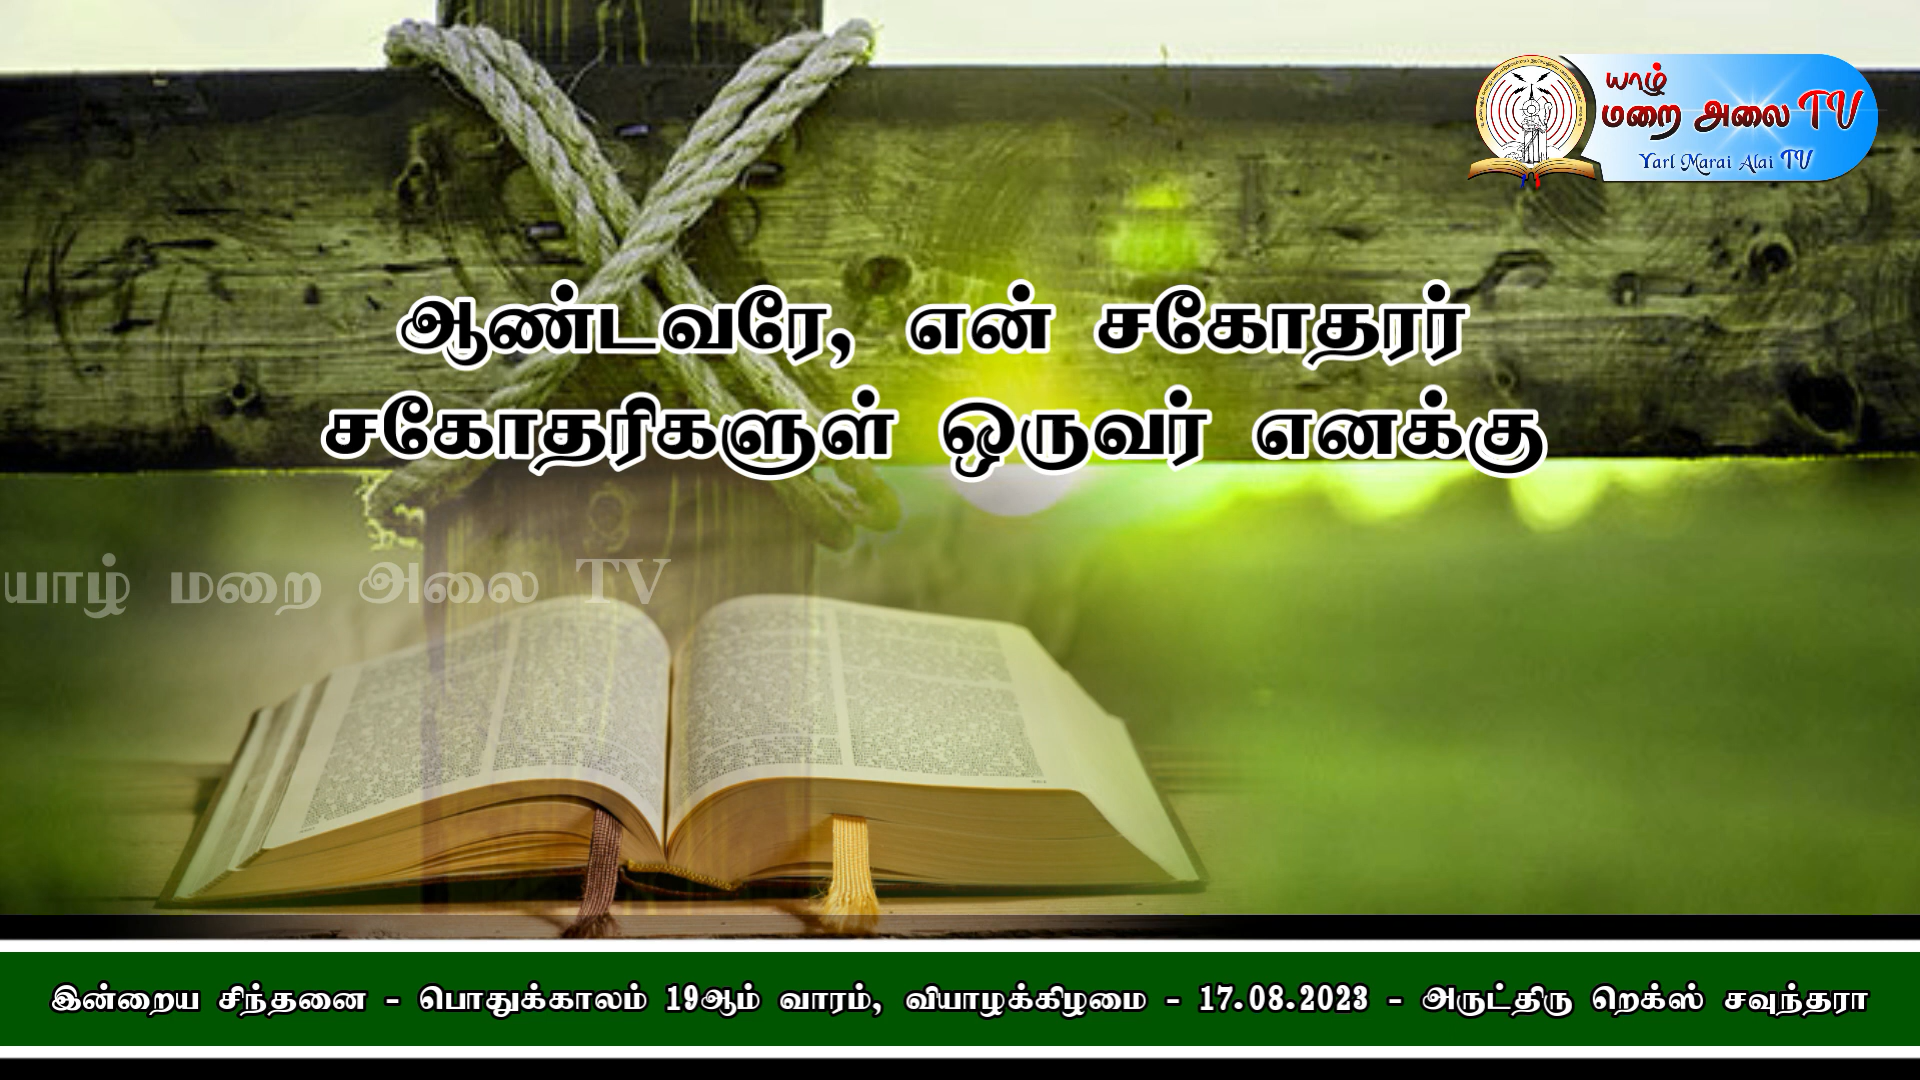 யாழ்
மறை அலை TV
Yarl Marai Alai TV
ஆண்டவரே, என் சகோதரர்
சகோதரிகளுள் ஒருவர் எனக்கு
யாழ் மறை அலை TV
இன்றைய சிந்தனை - பொதுக்காலம் 19ஆம் வாரம், வியாழக்கிழமை - 17.08.2023 - அருட்திரு றெக்ஸ் சவுந்தரா